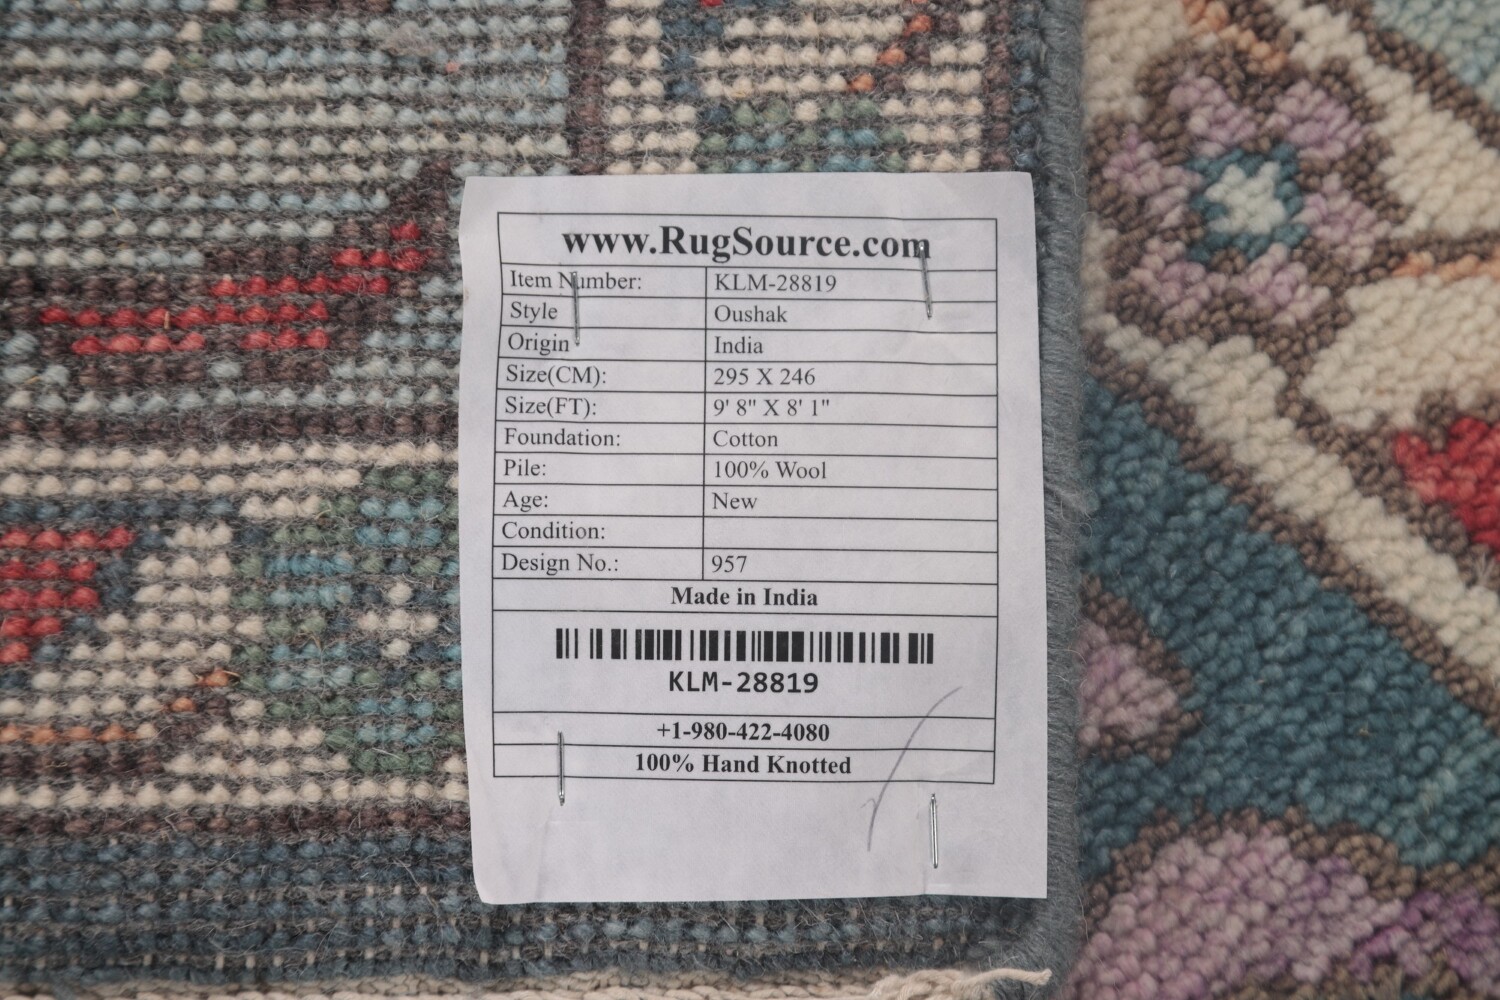 www.RugSource.com
Item Number: KLM-28819
Style Oushak
Origin India
Size(CM): 295 X 246
Size(FT): 9' 8" X 8' 1"
Foundation: Cotton
Pile: 100% Wool
Age: New
Condition:
Design No.: 957
Made in India
KLM-28819
+1-980-422-4080
100% Hand Knotted